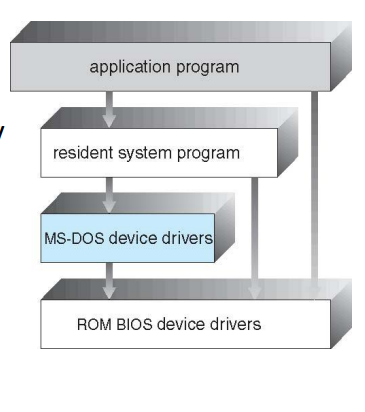 application program
y
resident system program
MS-DOS device drivers
ROM BIOS device drivers